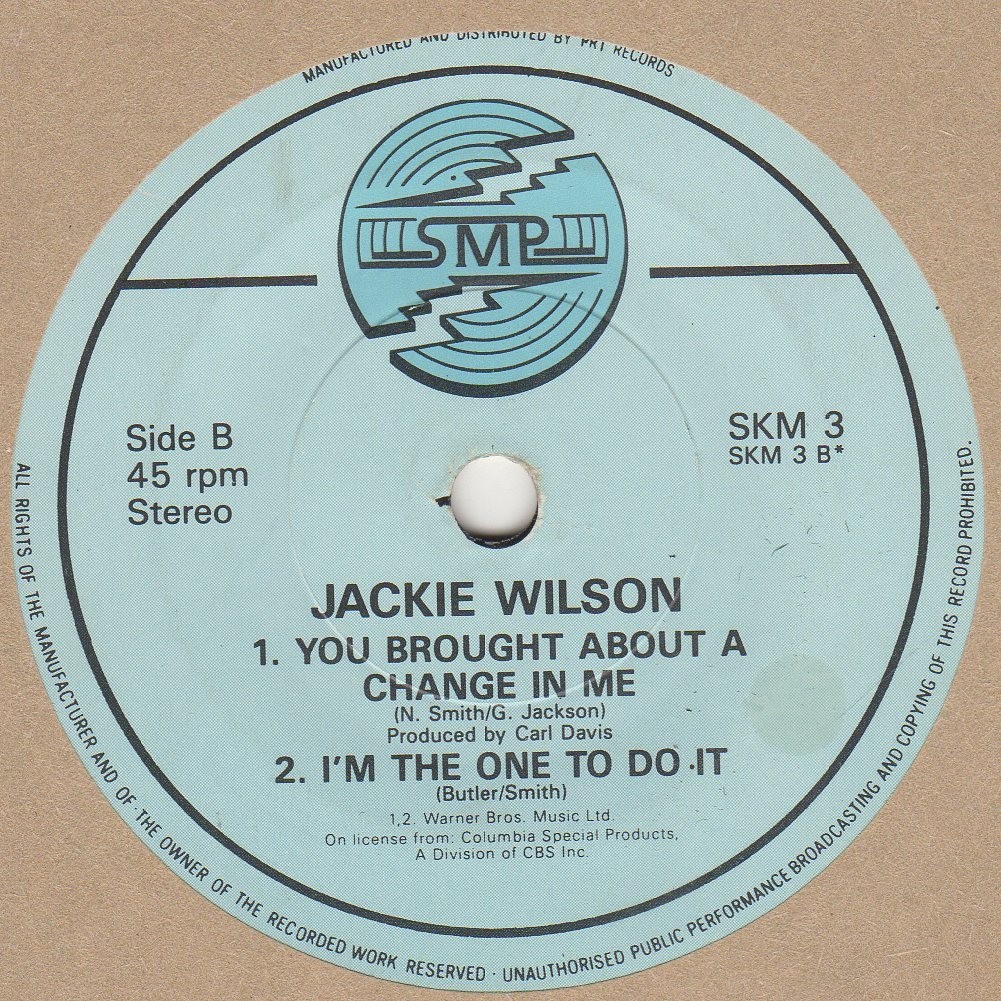 MANUFACTURED AND DISTRIBUTED BY PRT RECORDS
SMP
Side B
45 rpm
Stereo
SKM 3
SKM 3 B*
JACKIE WILSON
1. YOU BROUGHT ABOUT A
CHANGE IN ME
(N. Smith/G. Jackson)
Produced by Carl Davis
2. I'M THE ONE TO DO IT
(Butler/Smith)
1,2. Warner Bros. Music Ltd.
On license from: Columbia Special Products,
A Division of CBS Inc.
ALL RIGHTS OF THE MANUFACTURER AND OF THE OWNER OF THE RECORDED WORK RESERVED · UNAUTHORISED PUBLIC PERFORMANCE BROADCASTING AND COPYING OF THIS RECORD PROHIBITED.